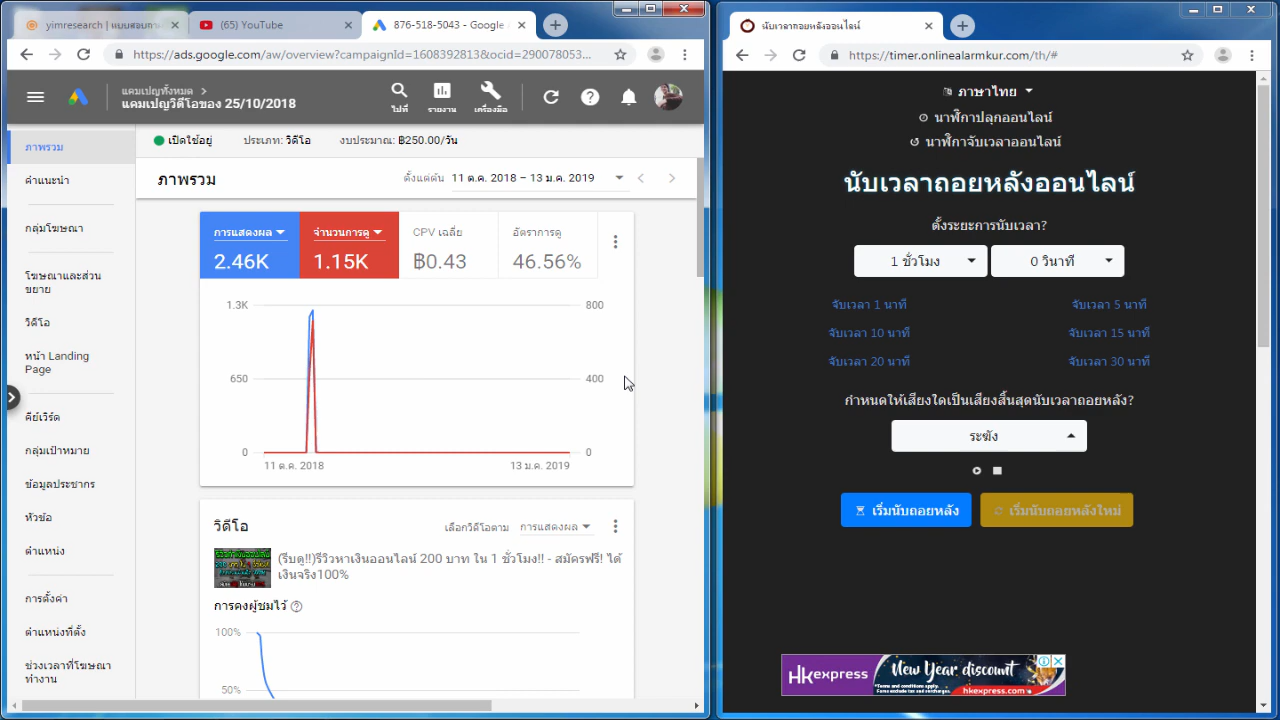 yimresearch | แบบสอบถาม
(65) YouTube
876-518-5043 - Google
https://ads.google.com/aw/overview?campaignId=1608392813&ocid=290078053...
แคมเปญทั้งหมด
แคมเปญวิดีโอของ 25/10/2018
ไปที่
รายงาน
เครื่องมือ
ภาพรวม
คำแนะนำ
กลุ่มโฆษณา
โฆษณาและส่วน
ขยาย
วิดีโอ
หน้า Landing
Page
คีย์เวิร์ด
กลุ่มเป้าหมาย
ข้อมูลประชากร
หัวข้อ
ตำแหน่ง
การตั้งค่า
ตำแหน่งที่ตั้ง
ช่วงเวลาที่โฆษณา
ทำงาน
เปิดใช้อยู่ ประเภท: วิดีโอ งบประมาณ: ฿250.00/วัน
ภาพรวม
ตั้งแต่ต้น 11 ต.ค. 2018 – 13 ม.ค. 2019
การแสดงผล จำนวนการดู CPV เฉลี่ย อัตราการดู
2.46K 1.15K ฿0.43 46.56%
1.3K 800
650 400
0 0
11 ต.ค. 2018 13 ม.ค. 2019
วิดีโอ
เลือกวิดีโอตาม การแสดงผล
(รีบดู!!)รีวิวหาเงินออนไลน์ 200 บาท ใน 1 ชั่วโมง!! - สมัครฟรี! ได้
เงินจริง100%
การคงผู้ชมไว้
100%
50%
นับเวลาถอยหลังออนไลน์
https://timer.onlinealarmkur.com/th/#
ภาษาไทย
นาฬิกาปลุกออนไลน์
นาฬิกาจับเวลาออนไลน์
นับเวลาถอยหลังออนไลน์
ตั้งระยะการนับเวลา?
1 ชั่วโมง 0 วินาที
จับเวลา 1 นาที จับเวลา 5 นาที
จับเวลา 10 นาที จับเวลา 15 นาที
จับเวลา 20 นาที จับเวลา 30 นาที
กำหนดให้เสียงใดเป็นเสียงสิ้นสุดนับเวลาถอยหลัง?
ระฆัง
เริ่มนับถอยหลัง เริ่มนับถอยหลังใหม่
HKexpress
New Year discount
hkexpress.com